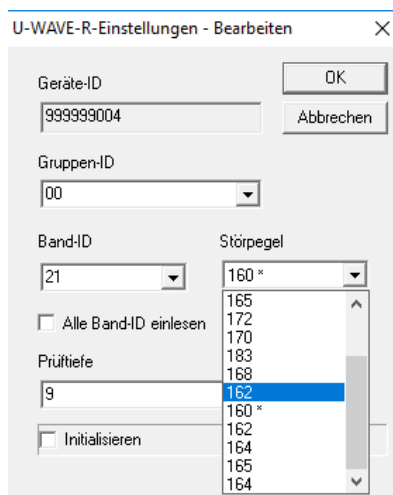 U-WAVE-R-Einstellungen - Bearbeiten
Geräte-ID
OK
999999004
Abbrechen
Gruppen-ID
00
Band-ID
Störpegel
21
160 *
Alle Band-ID einlesen
165
172
170
183
168
162
160 *
162
164
165
164
Prüftiefe
9
Initialisieren